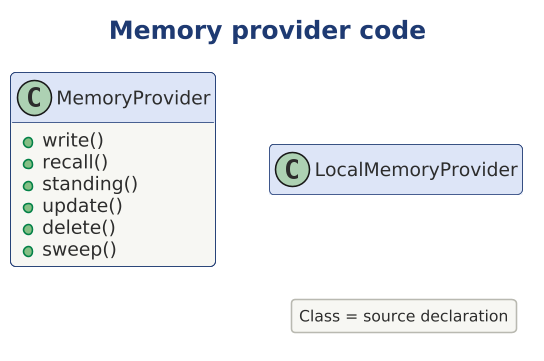 Memory provider code
C MemoryProvider
write()
recall()
standing()
update()
delete()
sweep()
C LocalMemoryProvider
Class = source declaration